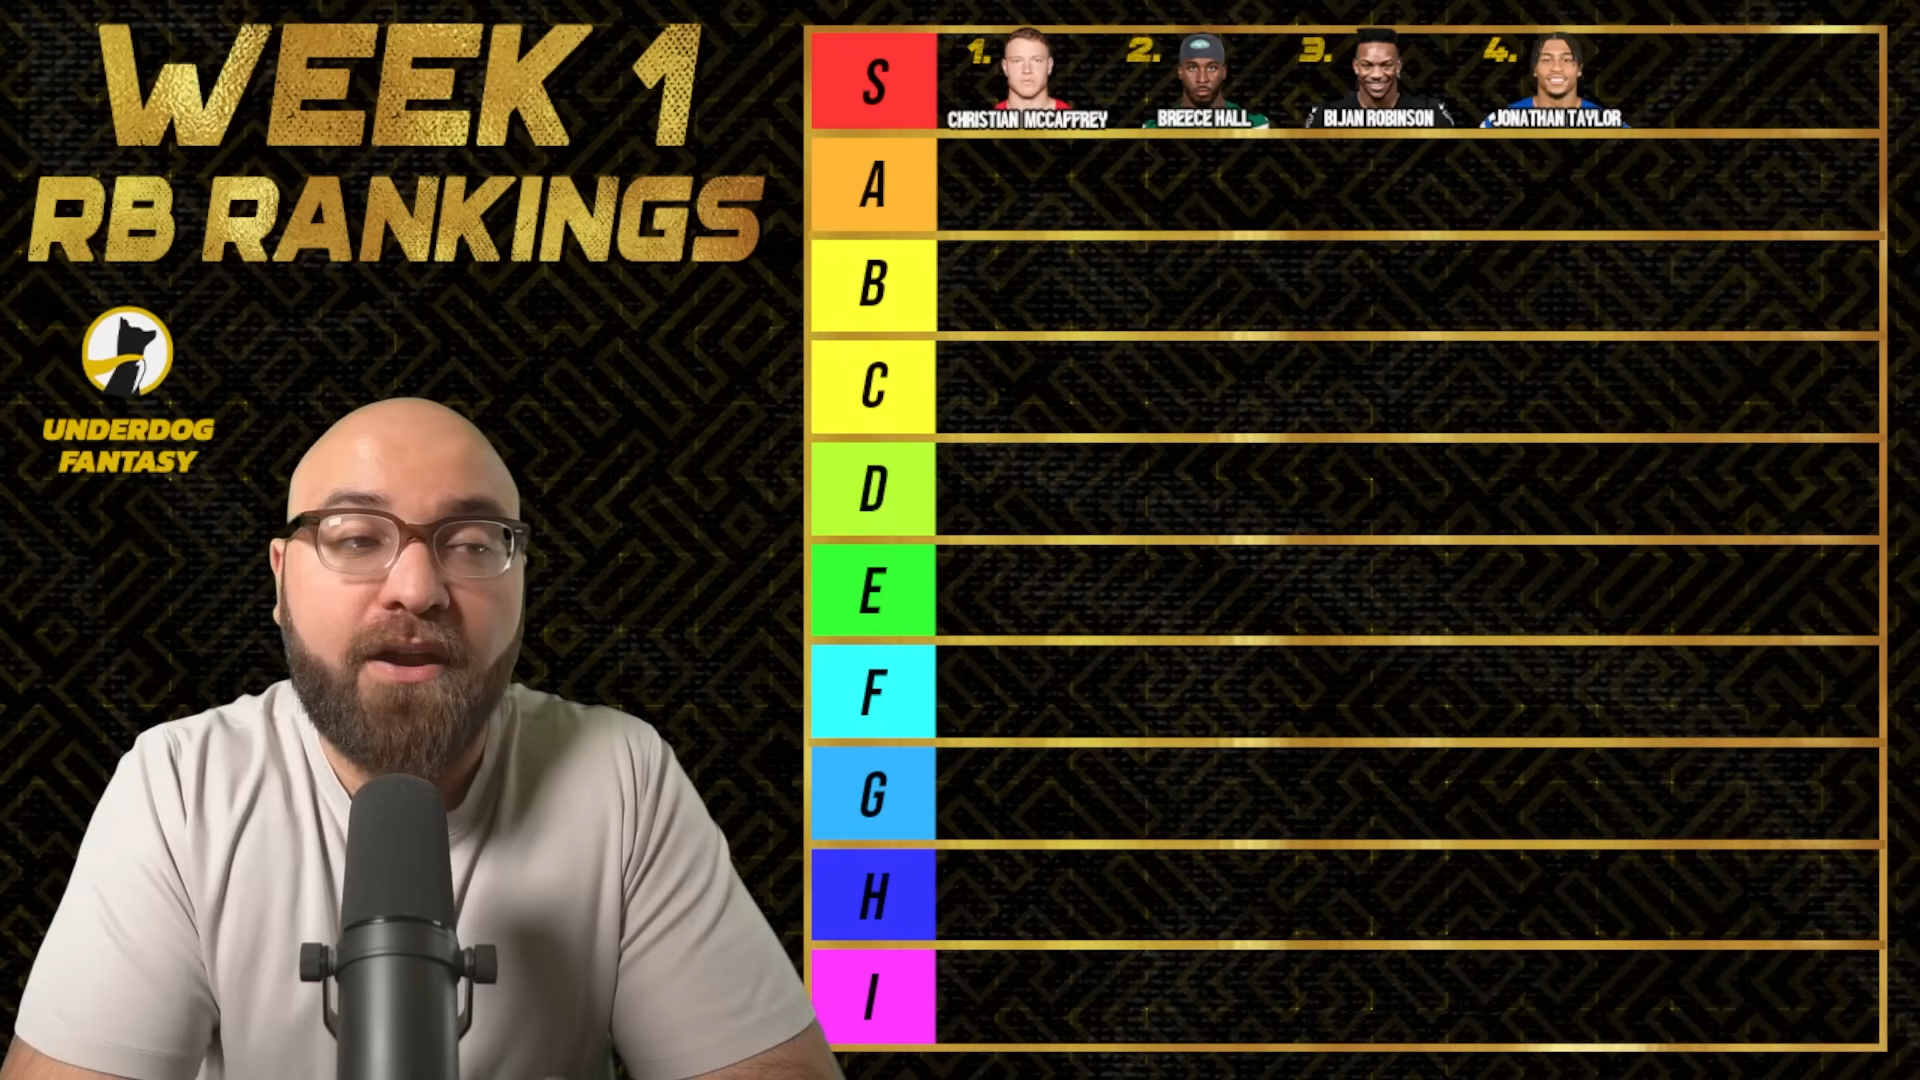 WEEK 1
RB RANKINGS
UNDERDOG
FANTASY
S
1.
2.
3.
4.
CHRISTIAN MCCAFFREY
BREECE HALL
BIJAN ROBINSON
JONATHAN TAYLOR
A
B
C
D
E
F
G
H
I